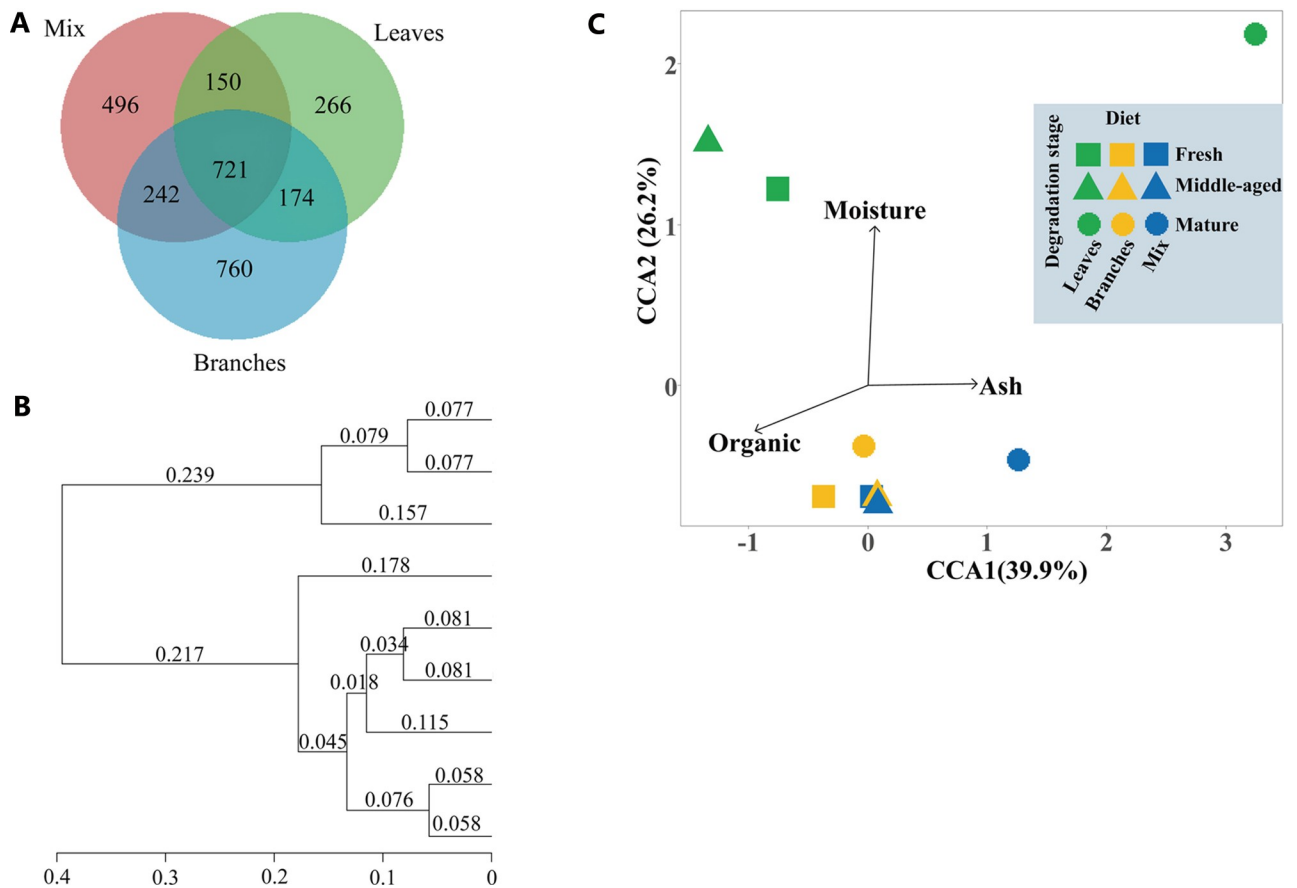 A
Mix
Leaves
496
150
266
721
242
174
760
Branches
B
0.077
0.079
0.077
0.239
0.157
0.178
0.081
0.034
0.081
0.217
0.018
0.115
0.045
0.058
0.076
0.058
0.4 0.3 0.2 0.1 0
C
CCA2 (26.2%)
2
1
0
Moisture
Ash
Organic
-1 0 1 2 3
CCA1(39.9%)
Diet
Degradation stage
Fresh
Middle-aged
Mature
Leaves
Branches
Mix